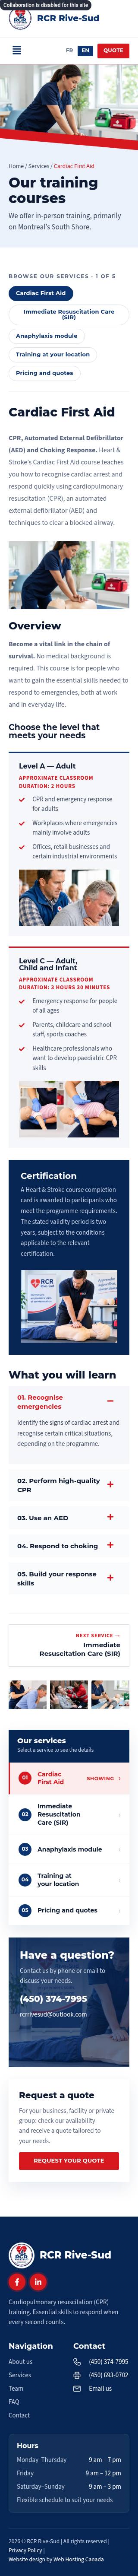 Collaboration is disabled for this site
RCR Rive-Sud
FR
EN
QUOTE
Home / Services / Cardiac First Aid
Our training
courses
We offer in-person training, primarily
on Montreal's South Shore.
BROWSE OUR SERVICES - 1 OF 5
Cardiac First Aid
Immediate Resuscitation Care
(SIR)
Anaphylaxis module
Training at your location
Pricing and quotes
Cardiac First Aid
CPR, Automated External Defibrillator
(AED) and Choking Response. Heart &
Stroke's Cardiac First Aid course teaches
you how to recognise cardiac arrest and
respond quickly using cardiopulmonary
resuscitation (CPR), an automated
external defibrillator (AED) and
techniques to clear a blocked airway.
Overview
Become a vital link in the chain of
survival. No medical background is
required. This course is for people who
want to gain the essential skills needed to
respond to emergencies, both at work
and in everyday life.
Choose the level that
meets your needs
Level A — Adult
APPROXIMATE CLASSROOM
DURATION: 2 HOURS
CPR and emergency response
for adults
Workplaces where emergencies
mainly involve adults
Offices, retail businesses and
certain industrial environments
Level C — Adult,
Child and Infant
APPROXIMATE CLASSROOM
DURATION: 3 HOURS 30 MINUTES
Emergency response for people
of all ages
Parents, childcare and school
staff, sports coaches
Healthcare professionals who
want to develop paediatric CPR
skills
Certification
A Heart & Stroke course completion
card is awarded to participants who
meet the programme requirements.
The stated validity period is two
years, subject to the conditions
applicable to the relevant
certification.
RCR
Rive-Sud
What you will learn
01. Recognise
emergencies
Identify the signs of cardiac arrest and
recognise certain critical situations,
depending on the programme.
02. Perform high-quality
CPR
03. Use an AED
04. Respond to choking
05. Build your response
skills
NEXT SERVICE →
Immediate
Resuscitation Care (SIR)
Our services
Select a service to see the details
01
Cardiac
First Aid
SHOWING
02
Immediate
Resuscitation
Care (SIR)
03
Anaphylaxis module
04
Training at
your location
05
Pricing and quotes
Have a question?
Contact us by phone or email to
discuss your needs.
(450) 374-7995
rcrrivesud@outlook.com
Request a quote
For your business, facility or private
group: check our availability
and receive a quote tailored to
your needs.
REQUEST YOUR QUOTE
RCR Rive-Sud
Cardiopulmonary resuscitation (CPR)
training. Essential skills to respond when
every second counts.
Navigation
About us
Services
Team
FAQ
Contact
Contact
(450) 374-7995
(450) 693-0702
Email us
Hours
Monday–Thursday
9 am – 7 pm
Friday
9 am – 12 pm
Saturday–Sunday
9 am – 3 pm
Flexible schedule to suit your needs
2026 © RCR Rive-Sud | All rights reserved |
Privacy Policy |
Website design by Web Hosting Canada